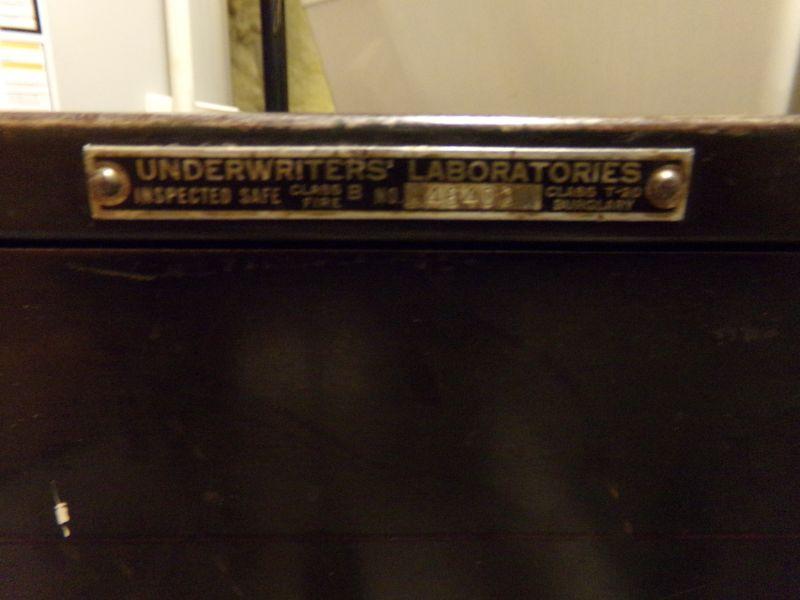 UNDERWRITERS' LABORATORIES
INSPECTED SAFE CLASS B FIRE NO. CLASS T-20 BURGLARY